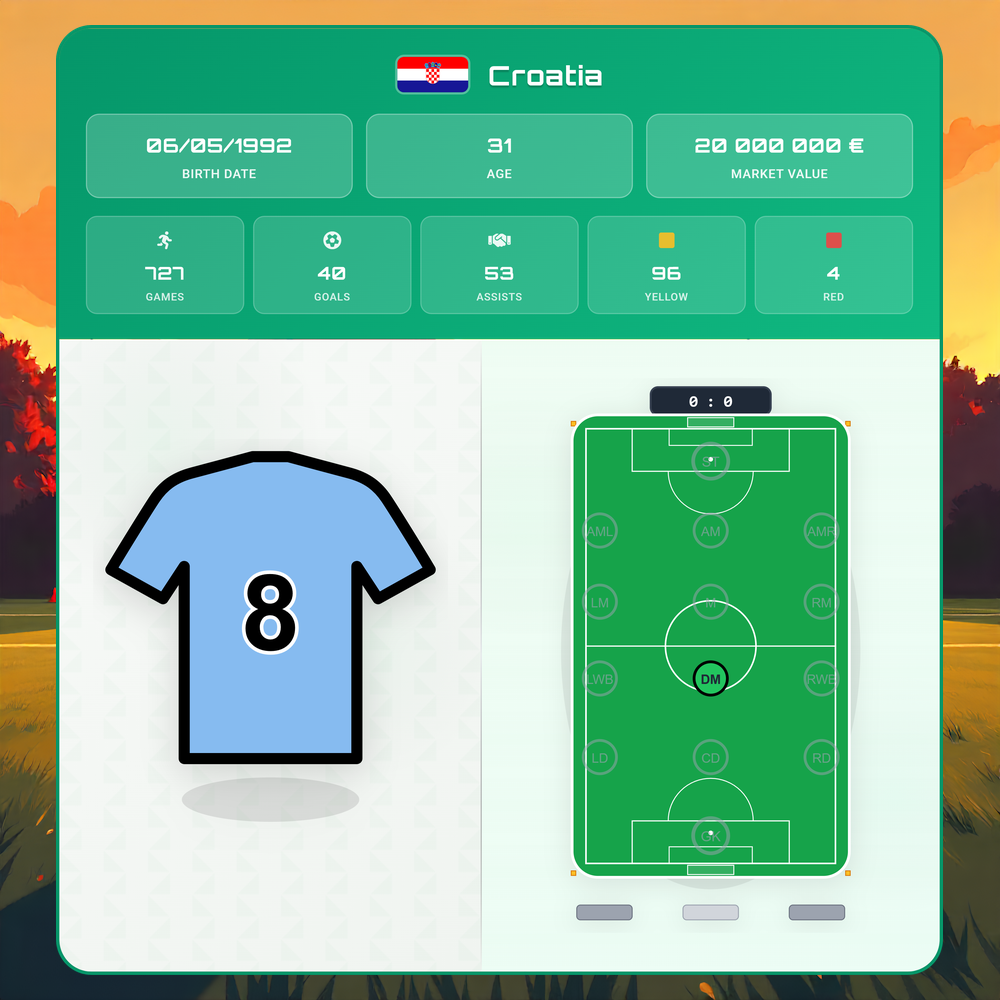 Croatia
06/05/1992
BIRTH DATE
31
AGE
20 000 000 €
MARKET VALUE
727
GAMES
40
GOALS
53
ASSISTS
96
YELLOW
4
RED
0 : 0
ST
AML
AM
AMR
LM
M
RM
8
LWB
DM
RWB
LD
CD
RD
GK